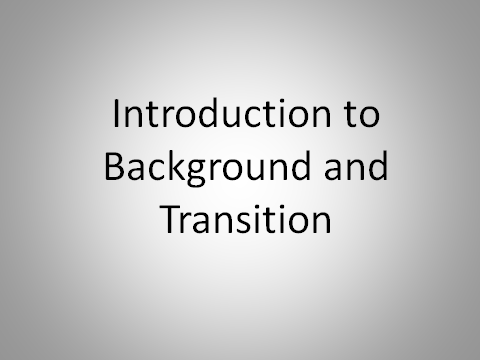 Introduction to
Background and
Transition